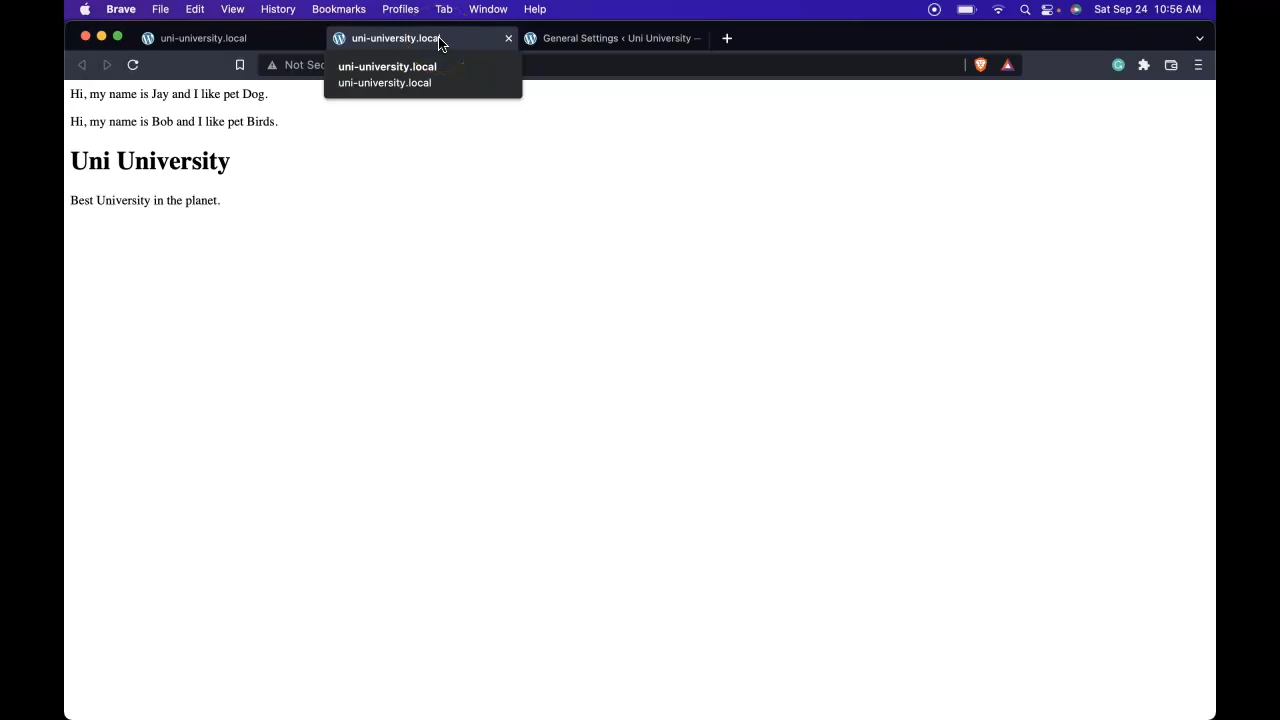 Brave File Edit View History Bookmarks Profiles Tab Window Help Sat Sep 24 10:56 AM
uni-university.local uni-university.local General Settings ‹ Uni University —
Not Sec
uni-university.local
uni-university.local
Hi, my name is Jay and I like pet Dog.
Hi, my name is Bob and I like pet Birds.
Uni University
Best University in the planet.